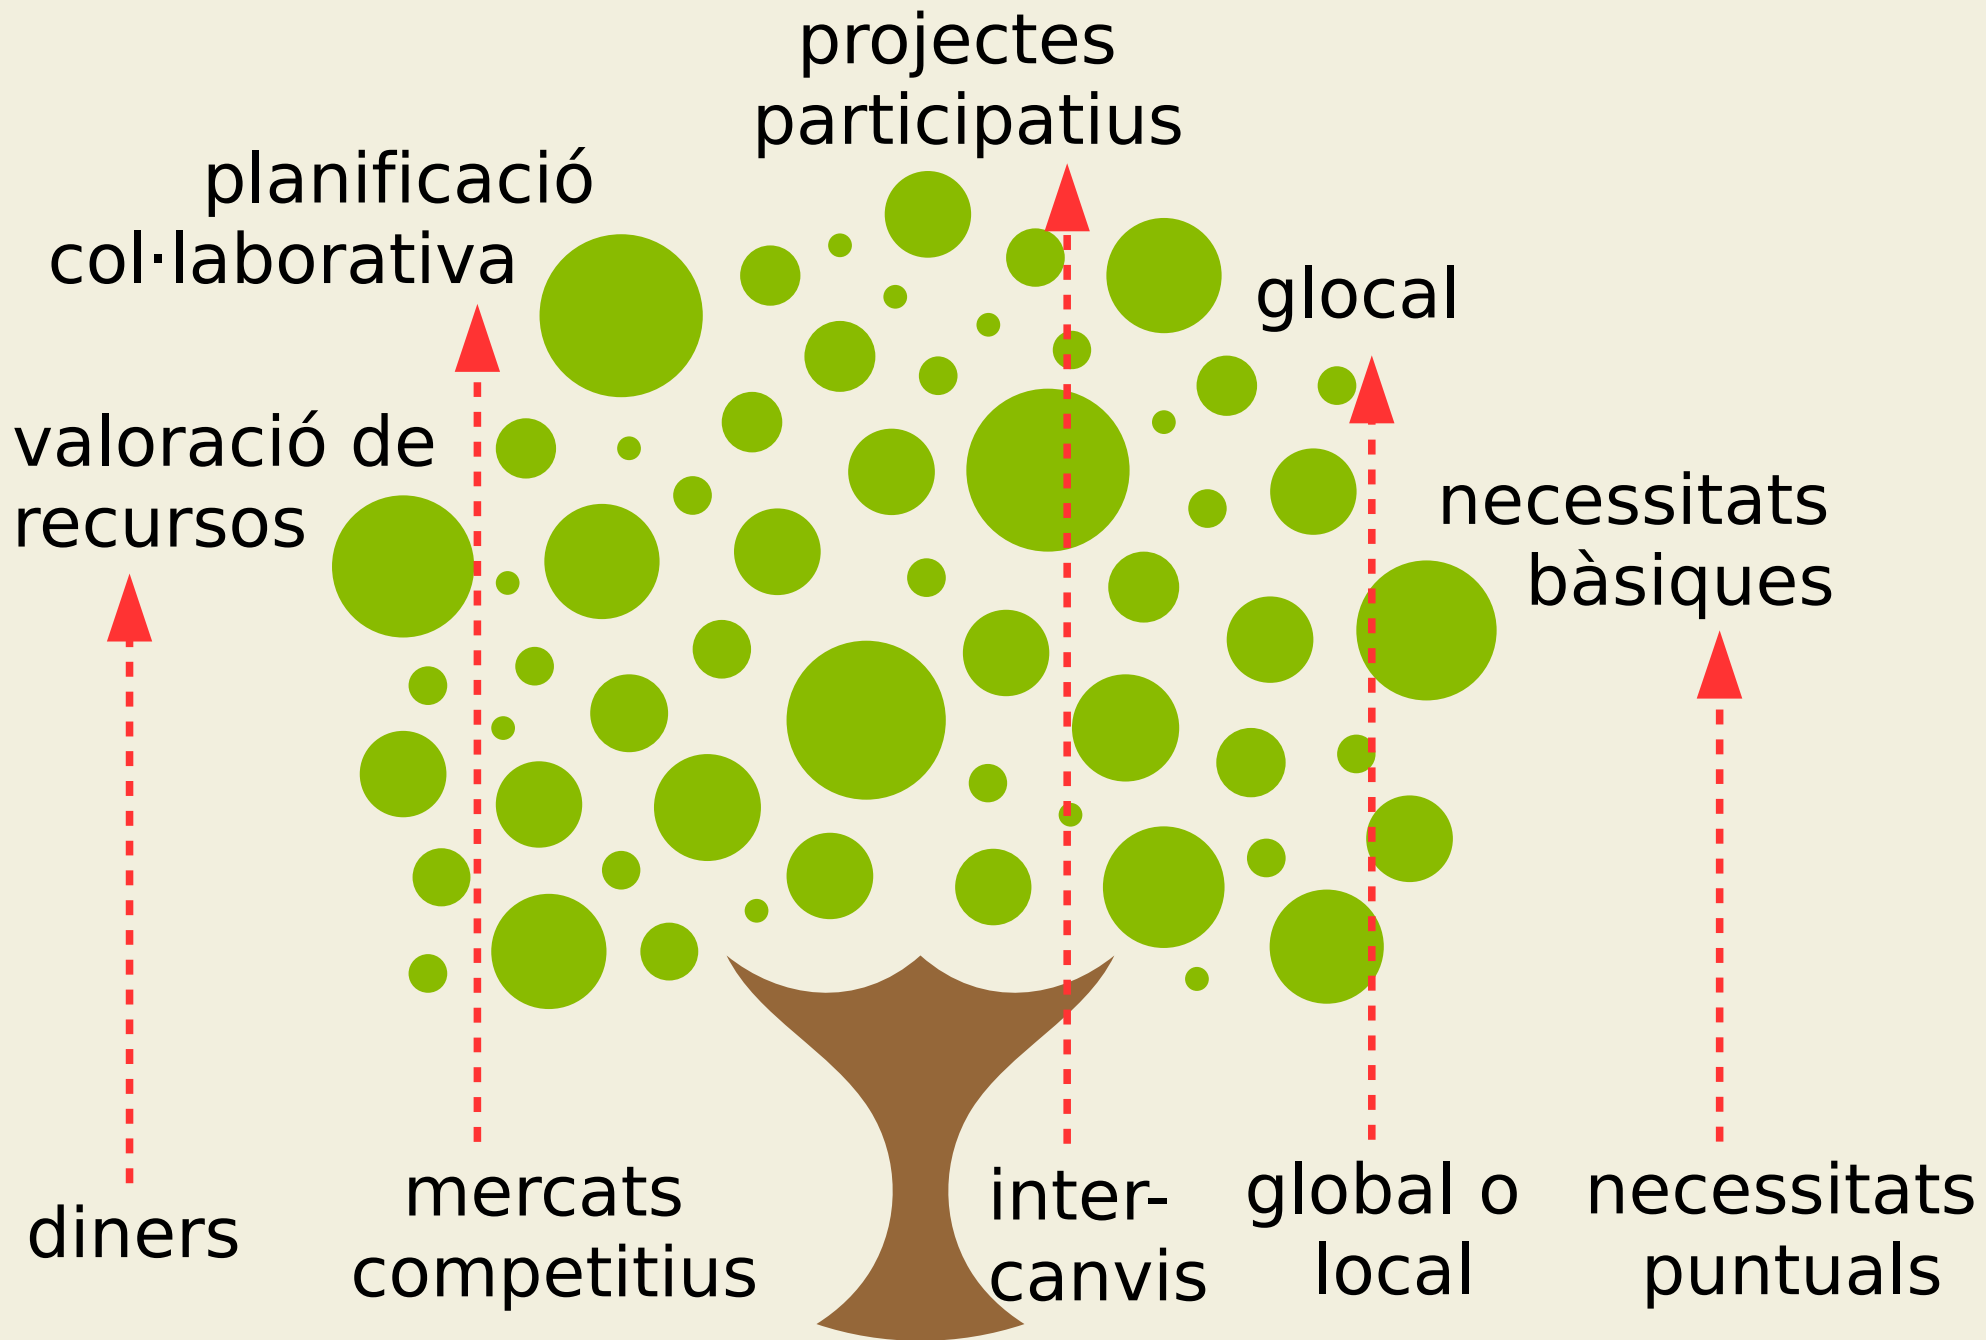 projectes
participatius
planificació
col·laborativa
glocal
valoració de
recursos
necessitats
bàsiques
diners
mercats
competitius
inter-
canvis
global o
local
necessitats
puntuals